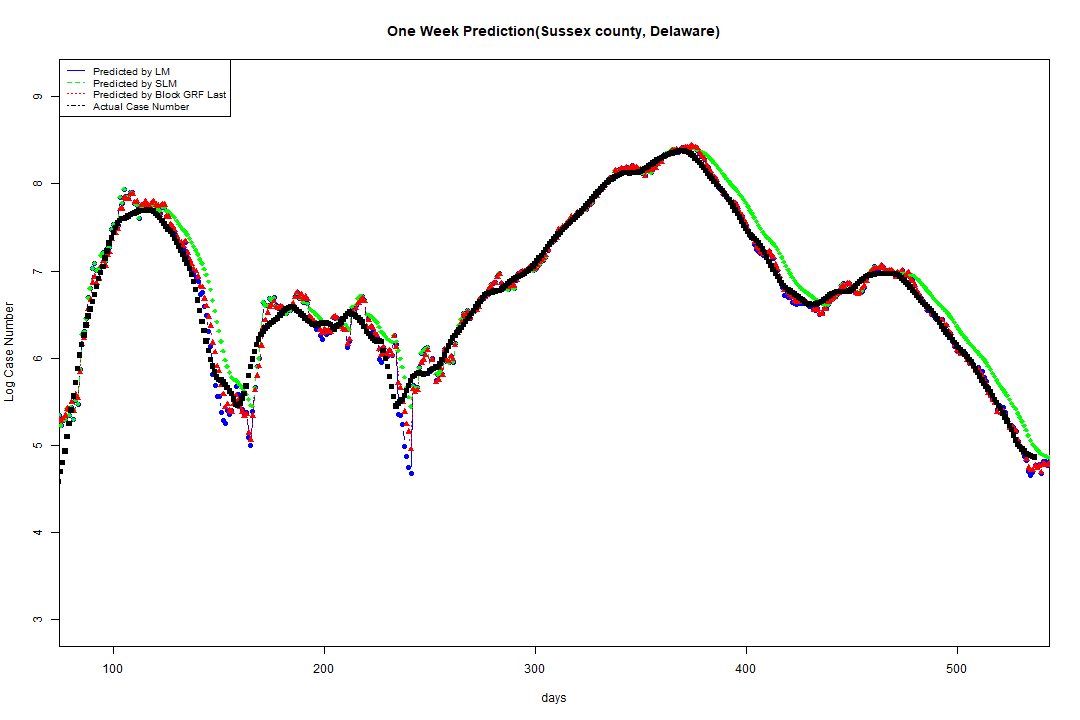 One Week Prediction(Sussex county, Delaware)
Predicted by LM
Predicted by SLM
Predicted by Block GRF Last
Actual Case Number
Log Case Number
9
8
7
6
5
4
3
100 200 300 400 500
days